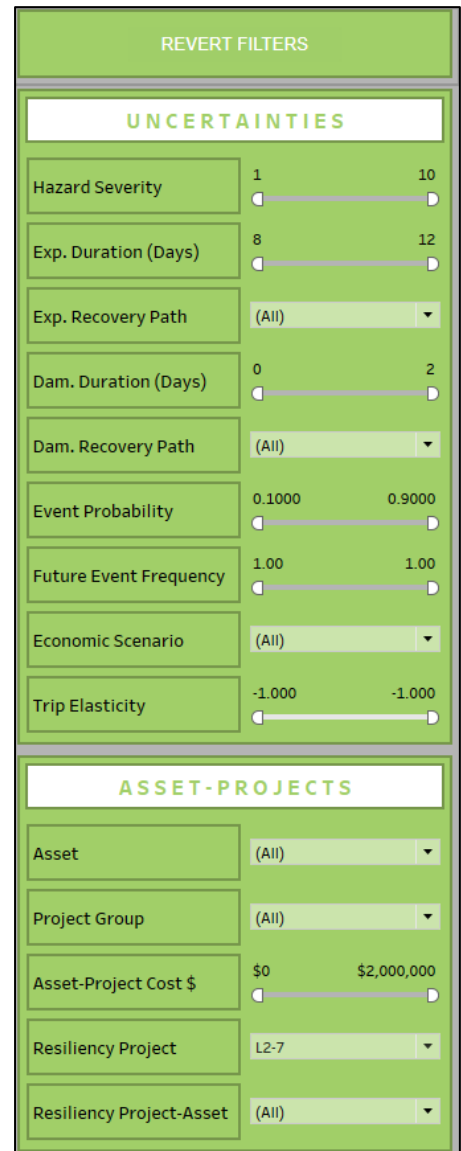 REVERT FILTERS
UNCERTAINTIES
Hazard Severity
1 10
Exp. Duration (Days)
8 12
Exp. Recovery Path
(All)
Dam. Duration (Days)
0 2
Dam. Recovery Path
(All)
Event Probability
0.1000 0.9000
Future Event Frequency
1.00 1.00
Economic Scenario
(All)
Trip Elasticity
-1.000 -1.000
ASSET-PROJECTS
Asset
(All)
Project Group
(All)
Asset-Project Cost $
$0 $2,000,000
Resiliency Project
L2-7
Resiliency Project-Asset
(All)